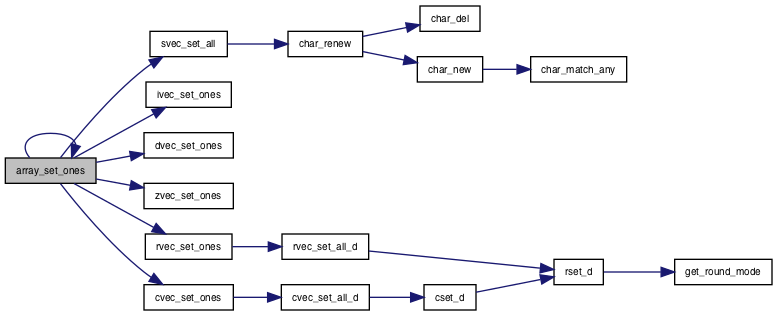 char_del
svec_set_all
char_renew
char_new
char_match_any
ivec_set_ones
dvec_set_ones
array_set_ones
zvec_set_ones
rvec_set_ones
rvec_set_all_d
rset_d
get_round_mode
cvec_set_ones
cvec_set_all_d
cset_d